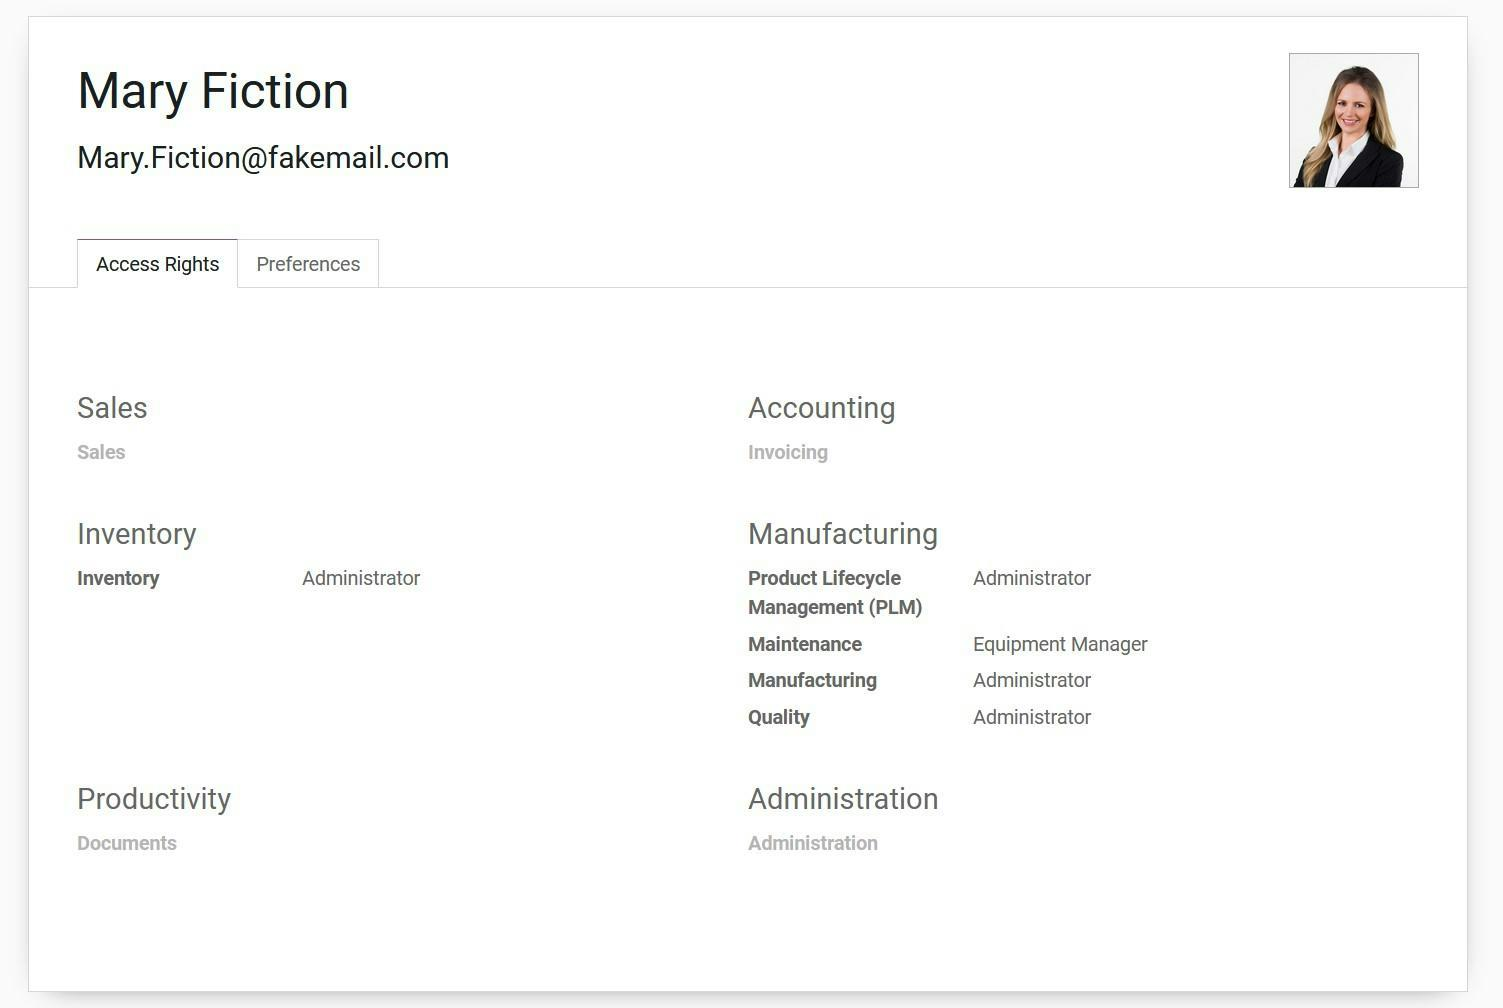 Mary Fiction
Mary.Fiction@fakemail.com
Access Rights
Preferences
Sales
Sales
Accounting
Invoicing
Inventory
Inventory Administrator
Manufacturing
Product Lifecycle Administrator
Management (PLM)
Maintenance Equipment Manager
Manufacturing Administrator
Quality Administrator
Productivity
Documents
Administration
Administration